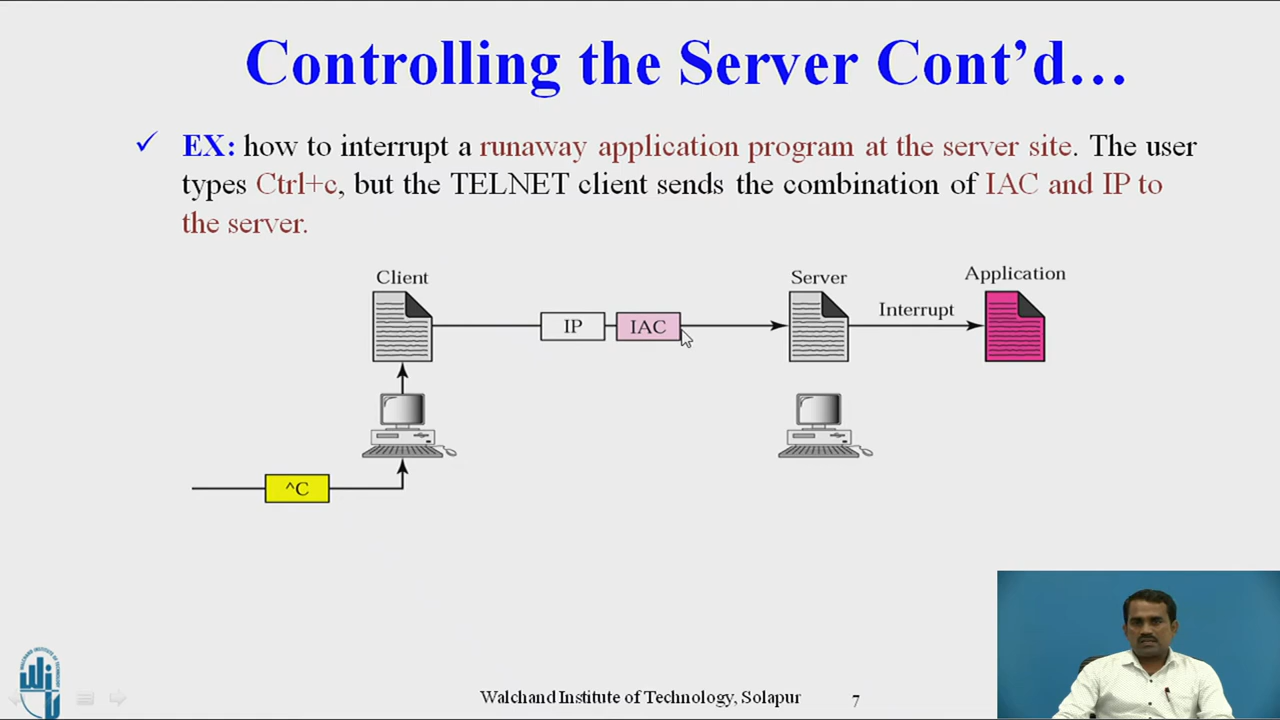 Controlling the Server Cont’d…
EX: how to interrupt a runaway application program at the server site. The user
types Ctrl+c, but the TELNET client sends the combination of IAC and IP to
the server.
Client
Server
Application
IP
IAC
Interrupt
^C
Walchand Institute of Technology, Solapur
7